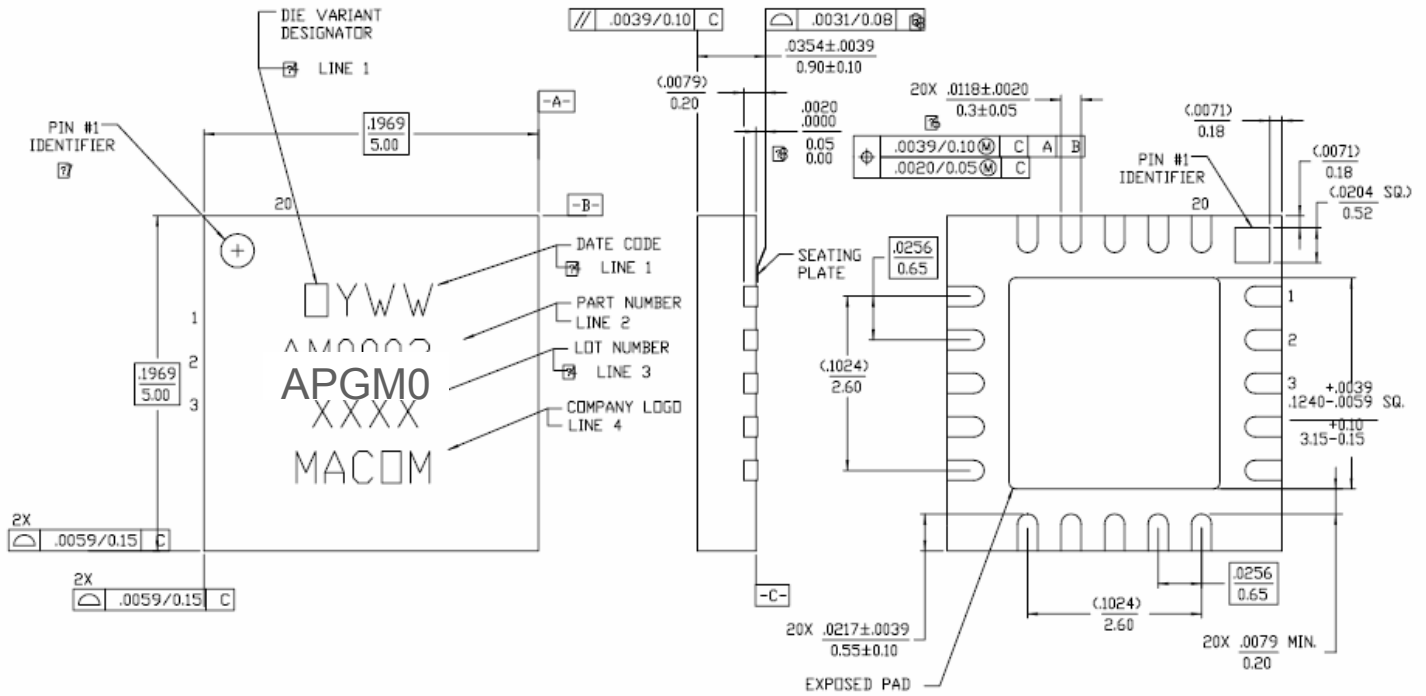 DIE VARIANT
DESIGNATOR
LINE 1
PIN #1
IDENTIFIER
-A-
.1969
5.00
20
-B-
.1969
5.00
1
2
3
YWW
APGM0
XXXX
MACOM
DATE CODE
LINE 1
PART NUMBER
LINE 2
LOT NUMBER
LINE 3
COMPANY LOGO
LINE 4
2X
.0059/0.15 C
2X
.0059/0.15 C
// .0039/0.10 C
.0031/0.08
.0354±.0039
0.90±0.10
(.0079)
0.20
.0020
.0000
0.05
0.00
SEATING
PLATE
-C-
20X .0118±.0020
0.3±0.05
.0039/0.10 Ⓜ C A B
.0020/0.05 Ⓜ C
(.0071)
0.18
PIN #1
IDENTIFIER
20
(.0071)
0.18
(.0204 SQ.)
0.52
.0256
0.65
(.1024)
2.60
1
2
3
+.0039
.1240-.0059 SQ.
+0.10
3.15-0.15
.0256
0.65
(.1024)
2.60
20X .0217±.0039
0.55±0.10
20X .0079 MIN.
0.20
EXPOSED PAD